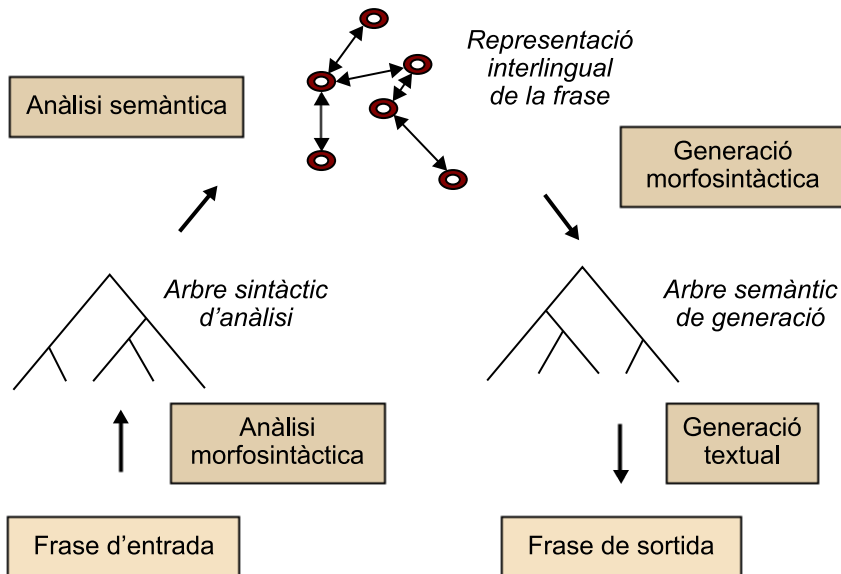 Representació
interlingual
de la frase
Anàlisi semàntica
Generació
morfosintàctica
Arbre sintàctic
d’anàlisi
Arbre semàntic
de generació
Anàlisi
morfosintàctica
Generació
textual
Frase d’entrada
Frase de sortida